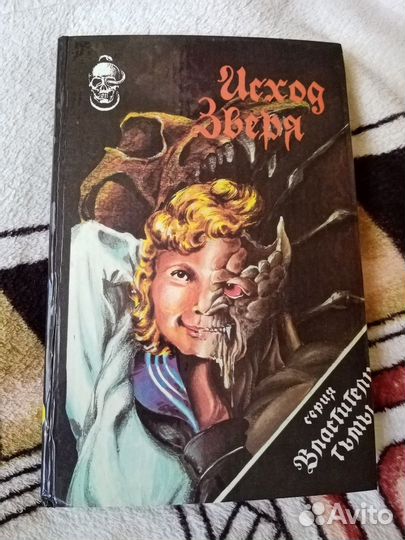 Исход
Зверя
серия
Властители
тьмы
Avito